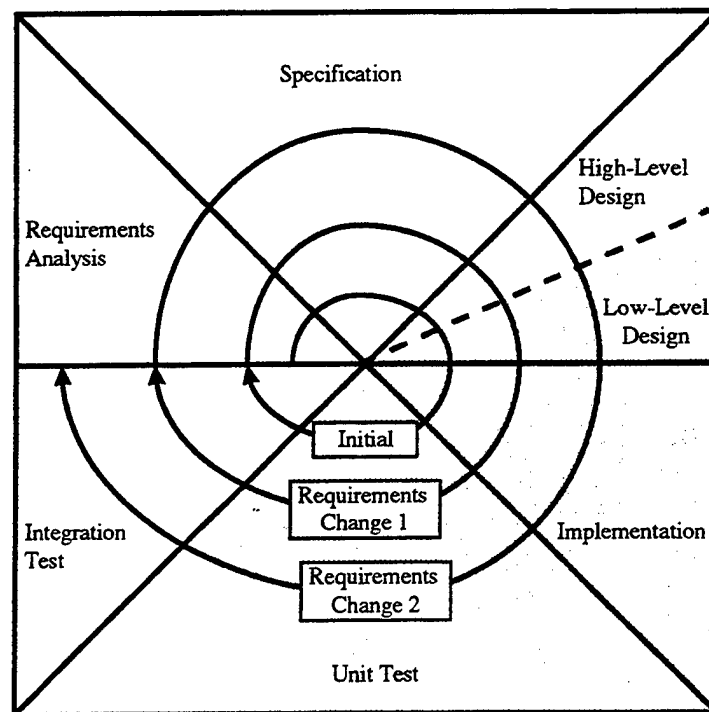 Specification
High-Level
Design
Requirements
Analysis
Low-Level
Design
Initial
Requirements
Change 1
Integration
Test
Implementation
Requirements
Change 2
Unit Test